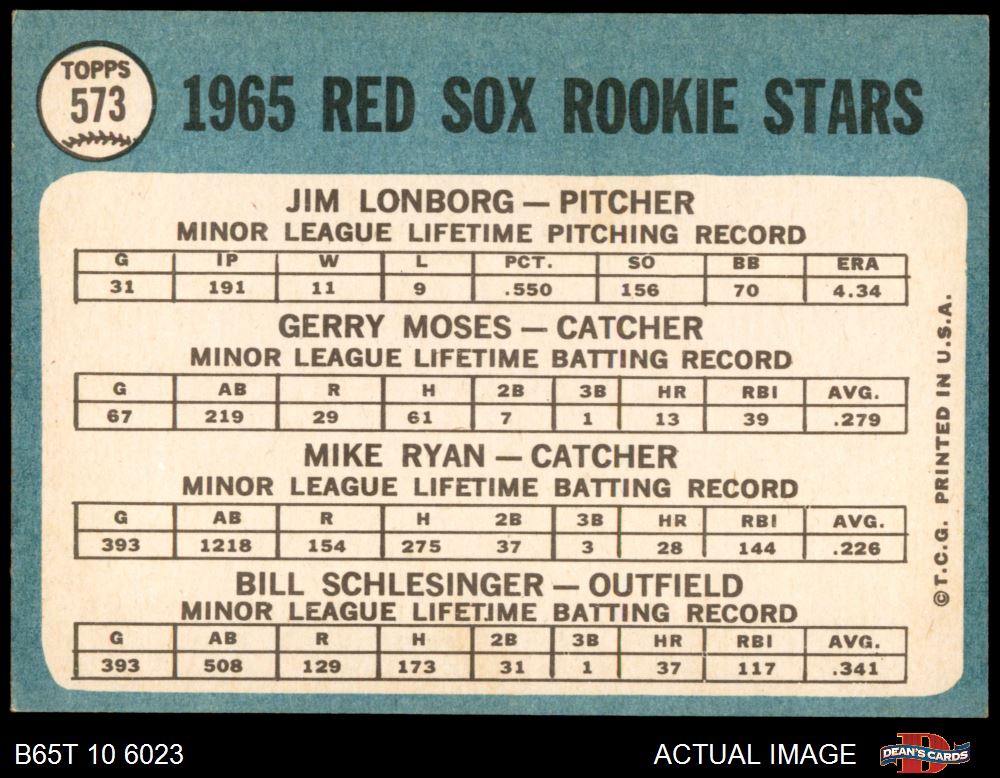 TOPPS
573
1965 RED SOX ROOKIE STARS
JIM LONBORG — PITCHER
MINOR LEAGUE LIFETIME PITCHING RECORD
G IP W L PCT. SO BB ERA
31 191 11 9 .550 156 70 4.34
GERRY MOSES — CATCHER
MINOR LEAGUE LIFETIME BATTING RECORD
G AB R H 2B 3B HR RBI AVG.
67 219 29 61 7 1 13 39 .279
MIKE RYAN — CATCHER
MINOR LEAGUE LIFETIME BATTING RECORD
G AB R H 2B 3B HR RBI AVG.
393 1218 154 275 37 3 28 144 .226
BILL SCHLESINGER — OUTFIELD
MINOR LEAGUE LIFETIME BATTING RECORD
G AB R H 2B 3B HR RBI AVG.
393 508 129 173 31 1 37 117 .341
© T.C.G. PRINTED IN U.S.A.
B65T 10 6023
ACTUAL IMAGE
D
DEAN'S CARDS